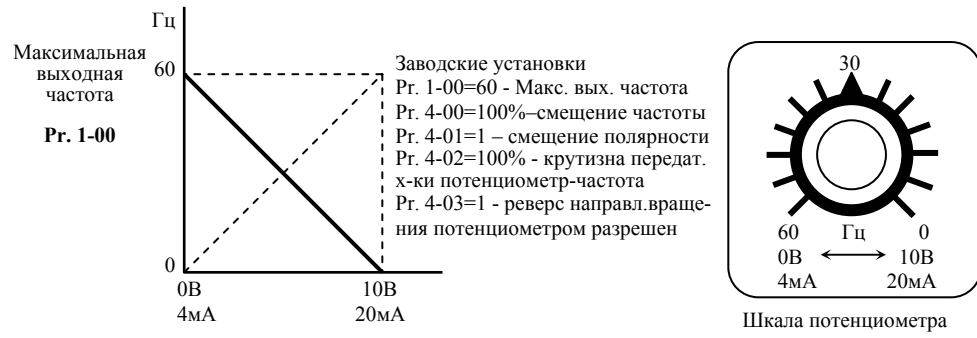 Гц
Максимальная
выходная
частота
Pr. 1-00
60
0
0В
10В
4мА
20мА
Заводские установки
Pr. 1-00=60 - Макс. вых. частота
Pr. 4-00=100%–смещение частоты
Pr. 4-01=1 – смещение полярности
Pr. 4-02=100% - крутизна передат.
х-ки потенциометр-частота
Pr. 4-03=1 - реверс направл.враще-
ния потенциометром разрешен
30
60 Гц 0
0В 10В
4мА 20мА
Шкала потенциометра